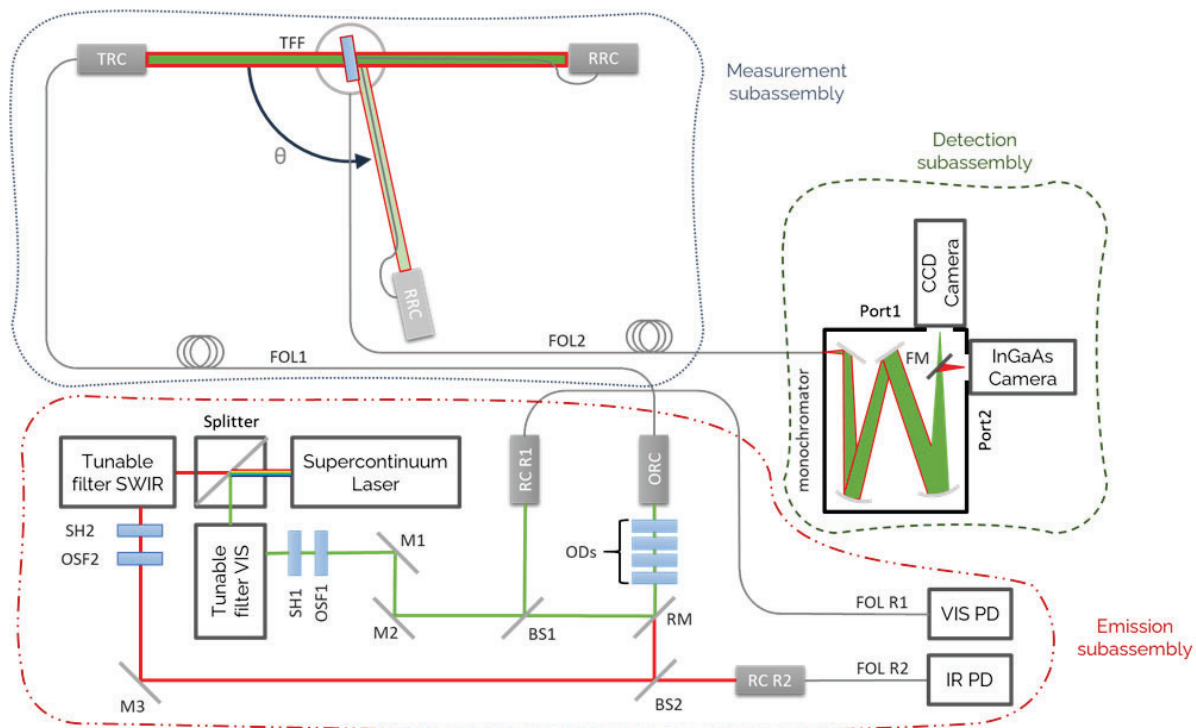 TRC
TFF
RRC
Measurement
subassembly
θ
RRC
Detection
subassembly
CCD
Camera
Port1
FOL1
FOL2
FM
InGaAs
Camera
monochromator
Port2
Splitter
Tunable
filter SWIR
Supercontinuum
Laser
RC R1
ORC
SH2
OSF2
Tunable
filter VIS
SH1
OSF1
M1
ODs
M2
BS1
RM
FOL R1
VIS PD
Emission
subassembly
M3
BS2
RC R2
FOL R2
IR PD